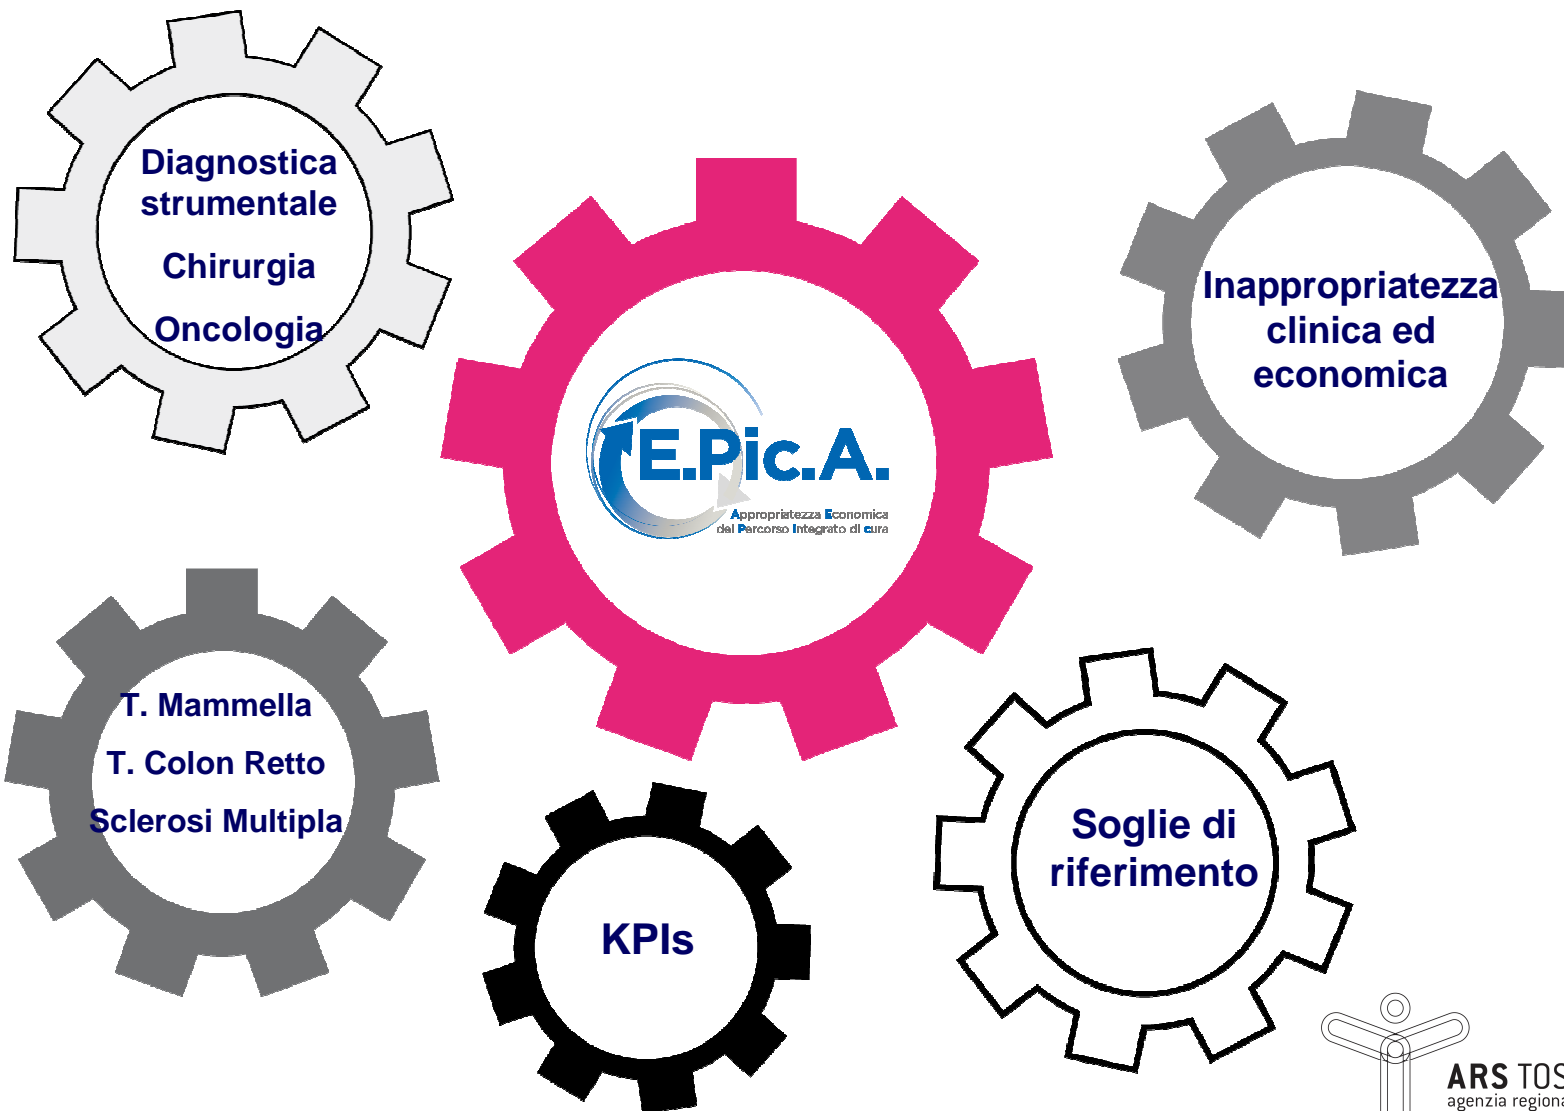 Diagnostica
strumentale
Chirurgia
Oncologia
E.Pic.A.
Appropriatezza Economica
del Percorso Integrato di cura
Inappropriatezza
clinica ed
economica
T. Mammella
T. Colon Retto
Sclerosi Multipla
KPIs
Soglie di
riferimento
ARS TOS
agenzia regiona